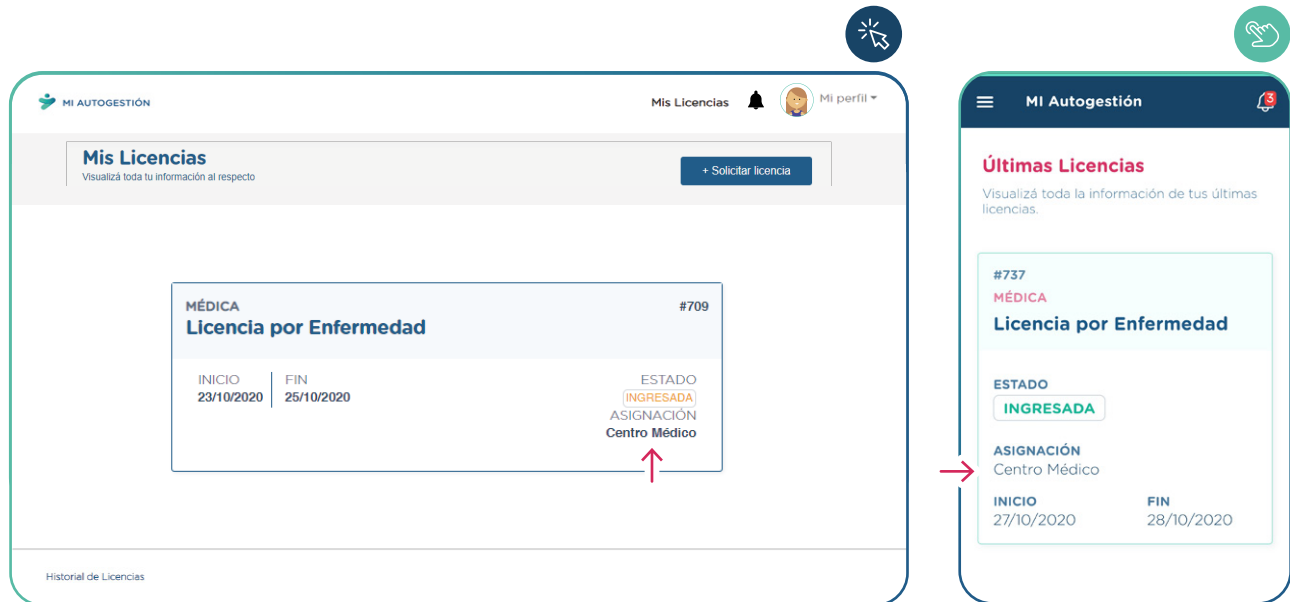 MI AUTOGESTIÓN
Mis Licencias
Mi perfil
Mis Licencias
Visualizá toda tu información al respecto
+ Solicitar licencia
MÉDICA
#709
Licencia por Enfermedad
INICIO
FIN
23/10/2020
25/10/2020
ESTADO
INGRESADA
ASIGNACIÓN
Centro Médico
Historial de Licencias
MI Autogestión
3
Últimas Licencias
Visualizá toda la información de tus últimas
licencias.
#737
MÉDICA
Licencia por Enfermedad
ESTADO
INGRESADA
ASIGNACIÓN
Centro Médico
INICIO
FIN
27/10/2020
28/10/2020